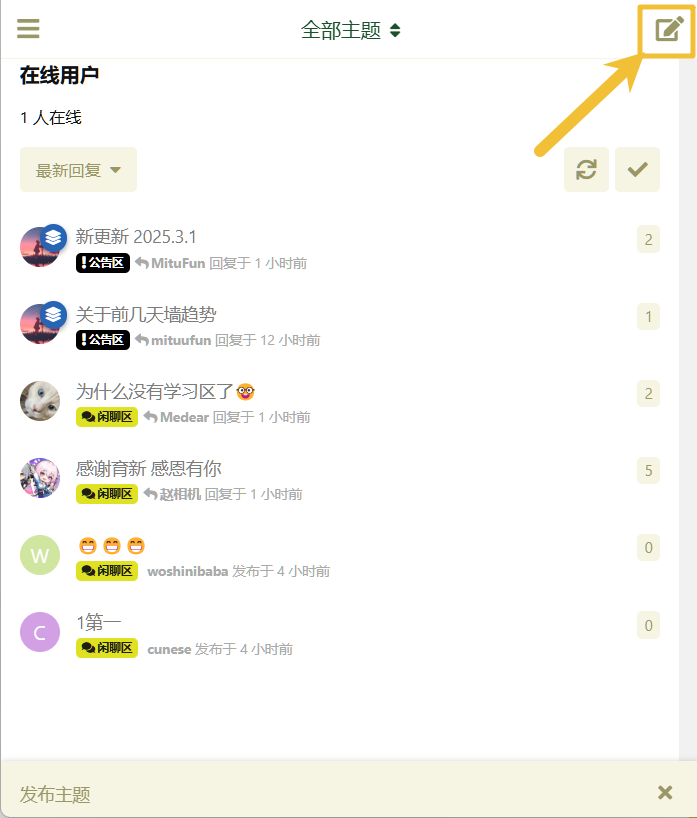 全部主题
在线用户
1 人在线
最新回复
新更新 2025.3.1
2
公告区 MituFun 回复于 1 小时前
关于前几天墙趋势
1
公告区 mituufun 回复于 12 小时前
为什么没有学习区了🤓
2
闲聊区 Medear 回复于 1 小时前
感谢育新 感恩有你
5
闲聊区 赵相机 回复于 1 小时前
😁😁😁
0
W
闲聊区 woshinibaba 发布于 4 小时前
1第一
0
C
闲聊区 cunese 发布于 4 小时前
发布主题